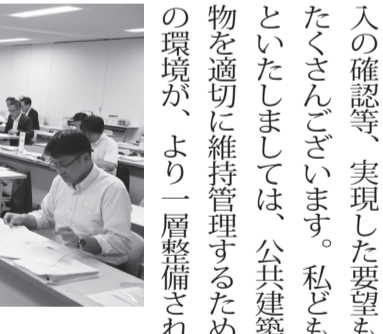 入の確認等、実現した要望も
たくさんございます。私ども
といたしましては、公共建築
物を適切に維持管理するため
の環境が、より一層整備され